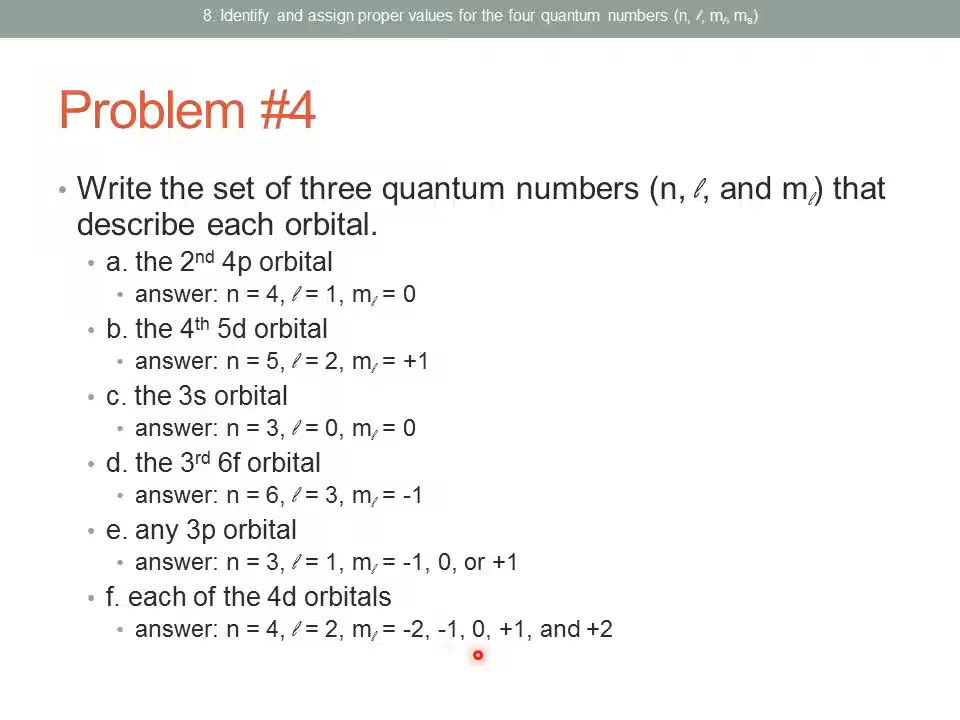 8. Identify and assign proper values for the four quantum numbers (n, ℓ, mℓ, ms)
Problem #4
• Write the set of three quantum numbers (n, ℓ, and mℓ) that
describe each orbital.
• a. the 2nd 4p orbital
• answer: n = 4, ℓ = 1, mℓ = 0
• b. the 4th 5d orbital
• answer: n = 5, ℓ = 2, mℓ = +1
• c. the 3s orbital
• answer: n = 3, ℓ = 0, mℓ = 0
• d. the 3rd 6f orbital
• answer: n = 6, ℓ = 3, mℓ = -1
• e. any 3p orbital
• answer: n = 3, ℓ = 1, mℓ = -1, 0, or +1
• f. each of the 4d orbitals
• answer: n = 4, ℓ = 2, mℓ = -2, -1, 0, +1, and +2